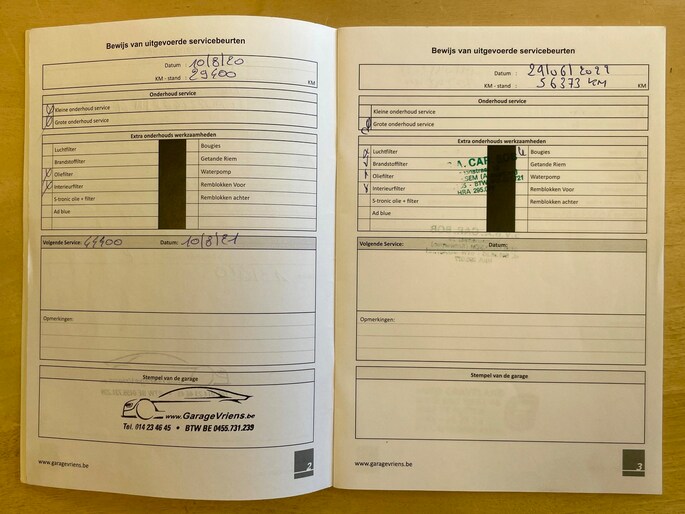 Bewijs van uitgevoerde servicebeurten
Datum : 10/8/20
KM - stand : 29400 KM
Onderhoud service
Kleine onderhoud service
Grote onderhoud service
Extra onderhouds werkzaamheden
Luchtfilter Bougies
Brandstoffilter Getande Riem
Oliefilter Waterpomp
Interieurfilter Remblokken Voor
S-tronic olie + filter Remblokken achter
Ad blue
Volgende Service: Datum: 10/8/21
Opmerkingen:
Stempel van de garage
www.GarageVriens.be
Tel. 014 23 46 45 • BTW BE 0455.731.239
www.garagevriens.be
2
Bewijs van uitgevoerde servicebeurten
Datum :
KM - stand : 56373 KM KM
Onderhoud service
Kleine onderhoud service
Grote onderhoud service
Extra onderhouds werkzaamheden
Luchtfilter Bougies
Brandstoffilter Getande Riem
Oliefilter Waterpomp
Interieurfilter Remblokken Voor
S-tronic olie + filter Remblokken achter
Ad blue
Volgende Service: Datum:
Opmerkingen:
Stempel van de garage
www.garagevriens.be
3